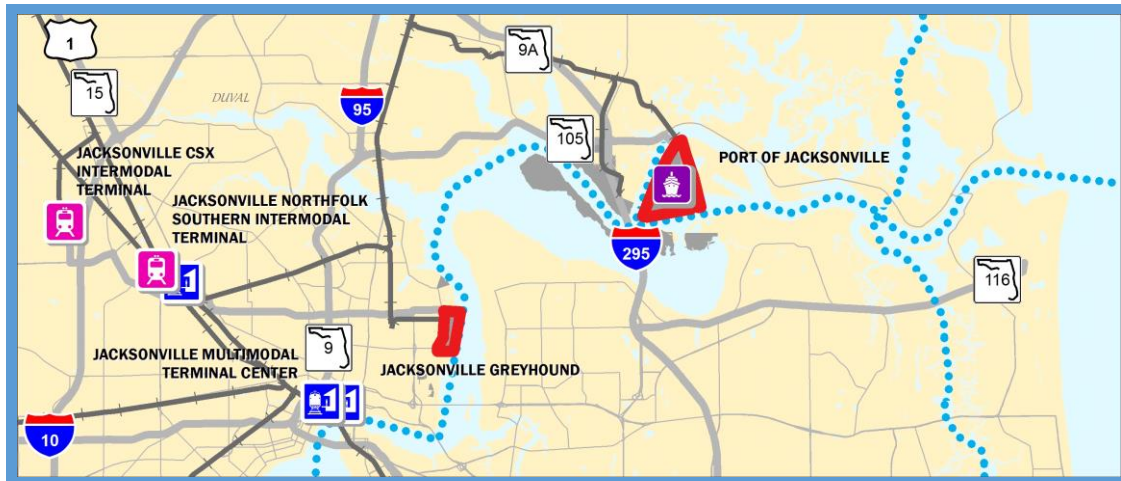 1
15
DUVAL
95
9A
105
JACKSONVILLE CSX
INTERMODAL
TERMINAL
JACKSONVILLE NORTHFOLK
SOUTHERN INTERMODAL
TERMINAL
PORT OF JACKSONVILLE
295
116
JACKSONVILLE MULTIMODAL
TERMINAL CENTER
9
JACKSONVILLE GREYHOUND
10